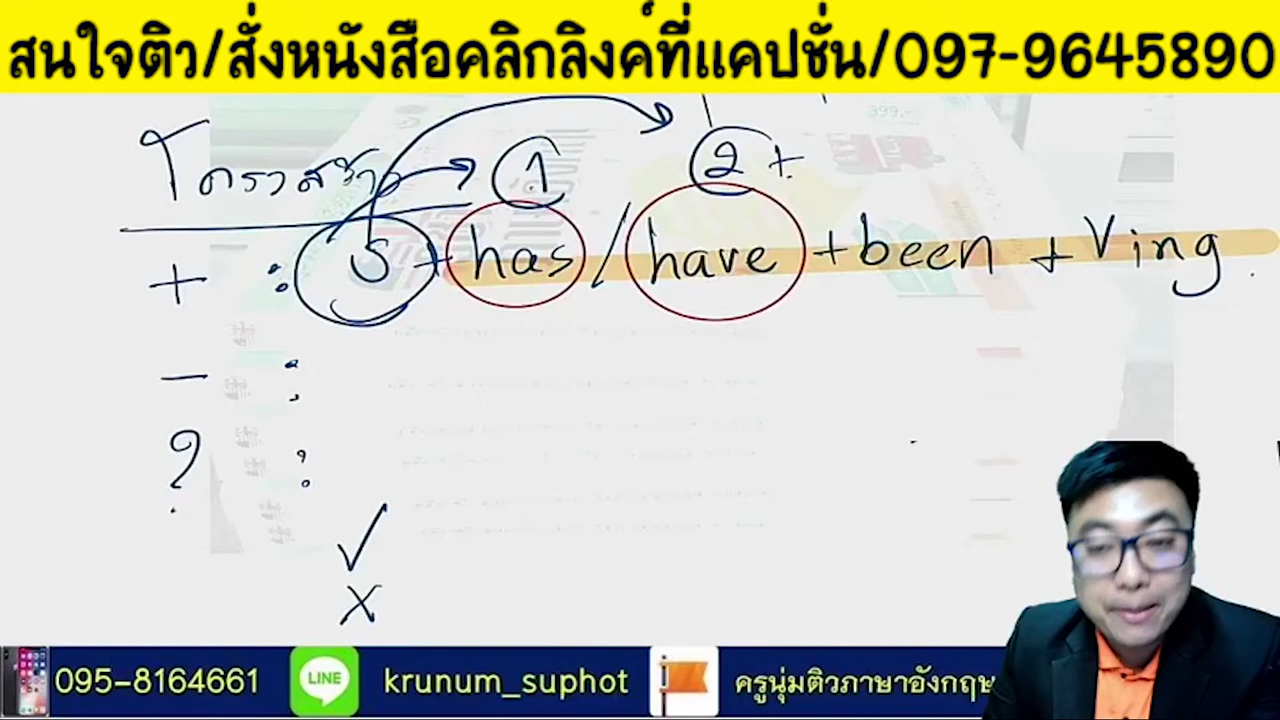 สนใจติว/สั่งหนังสือคลิกลิงค์ที่แคปชั่น/097-9645890
399.-
โครงสร้าง → 1 2+
+ : S + has / have + been + Ving
- :
? :
✓
X
095-8164661 LINE krunum_suphot ครูนุ่มติวภาษาอังกฤษ